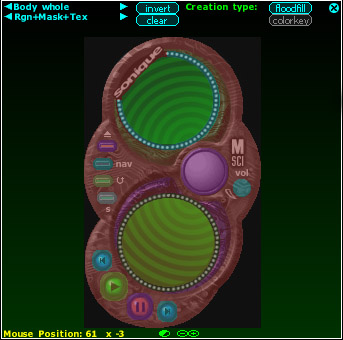 Body whole
invert
Creation type:
floodfill
Rgn+Mask+Tex
clear
colorkey
sonique
M
SCI
nav
vol
s
Mouse Position: 61 x -3